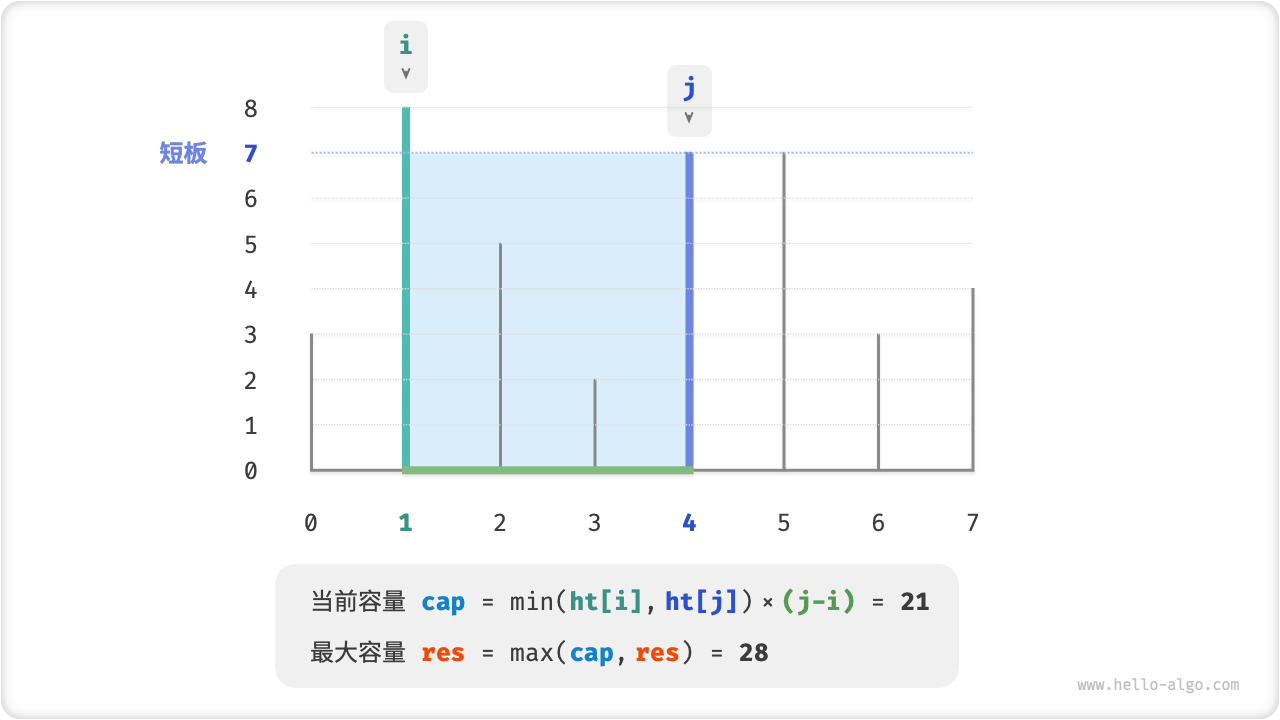 i
j
8
短板 7
6
5
4
3
2
1
0
0 1 2 3 4 5 6 7
当前容量 cap = min(ht[i], ht[j]) × (j-i) = 21
最大容量 res = max(cap, res) = 28
www.hello-algo.com